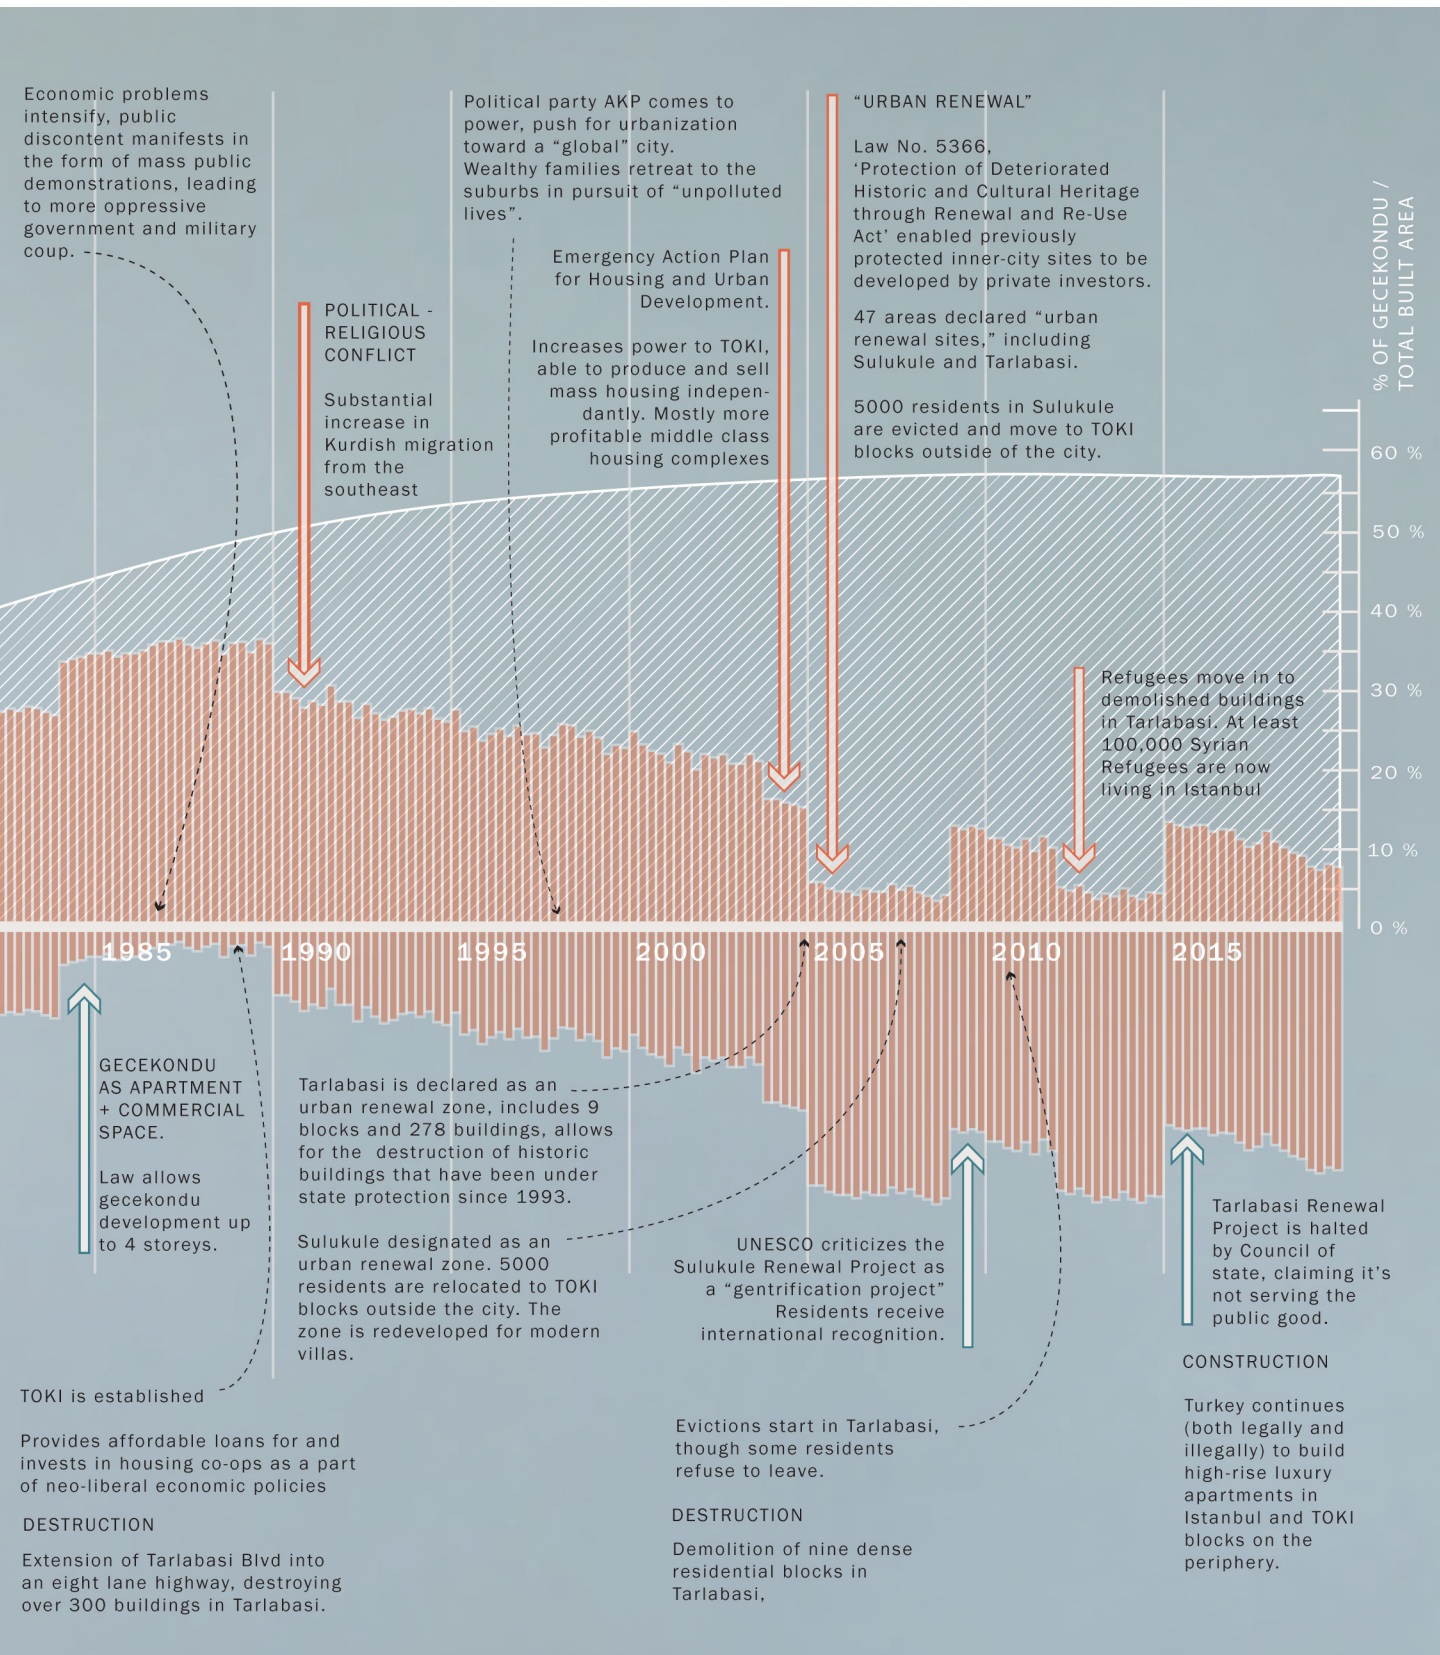 Economic problems
intensify, public
discontent manifests in
the form of mass public
demonstrations, leading
to more oppressive
government and military
coup.
POLITICAL -
RELIGIOUS
CONFLICT
Substantial
increase in
Kurdish migration
from the
southeast
Political party AKP comes to
power, push for urbanization
toward a “global” city.
Wealthy families retreat to the
suburbs in pursuit of “unpolluted
lives”.
Emergency Action Plan
for Housing and Urban
Development.
Increases power to TOKI,
able to produce and sell
mass housing indepen-
dantly. Mostly more
profitable middle class
housing complexes
“URBAN RENEWAL”
Law No. 5366,
‘Protection of Deteriorated
Historic and Cultural Heritage
through Renewal and Re-Use
Act’ enabled previously
protected inner-city sites to be
developed by private investors.
47 areas declared “urban
renewal sites,” including
Sulukule and Tarlabasi.
5000 residents in Sulukule
are evicted and move to TOKI
blocks outside of the city.
% OF GECEKONDU /
TOTAL BUILT AREA
60 %
50 %
40 %
30 %
20 %
10 %
0 %
Refugees move in to
demolished buildings
in Tarlabasi. At least
100,000 Syrian
Refugees are now
living in Istanbul
1985
1990
1995
2000
2005
2010
2015
GECEKONDU
AS APARTMENT
+ COMMERCIAL
SPACE.
Law allows
gecekondu
development up
to 4 storeys.
Tarlabasi is declared as an
urban renewal zone, includes 9
blocks and 278 buildings, allows
for the destruction of historic
buildings that have been under
state protection since 1993.
Sulukule designated as an
urban renewal zone. 5000
residents are relocated to TOKI
blocks outside the city. The
zone is redeveloped for modern
villas.
UNESCO criticizes the
Sulukule Renewal Project as
a “gentrification project”
Residents receive
international recognition.
Tarlabasi Renewal
Project is halted
by Council of
state, claiming it’s
not serving the
public good.
TOKI is established
Provides affordable loans for and
invests in housing co-ops as a part
of neo-liberal economic policies
DESTRUCTION
Extension of Tarlabasi Blvd into
an eight lane highway, destroying
over 300 buildings in Tarlabasi.
Evictions start in Tarlabasi,
though some residents
refuse to leave.
DESTRUCTION
Demolition of nine dense
residential blocks in
Tarlabasi,
CONSTRUCTION
Turkey continues
(both legally and
illegally) to build
high-rise luxury
apartments in
Istanbul and TOKI
blocks on the
periphery.